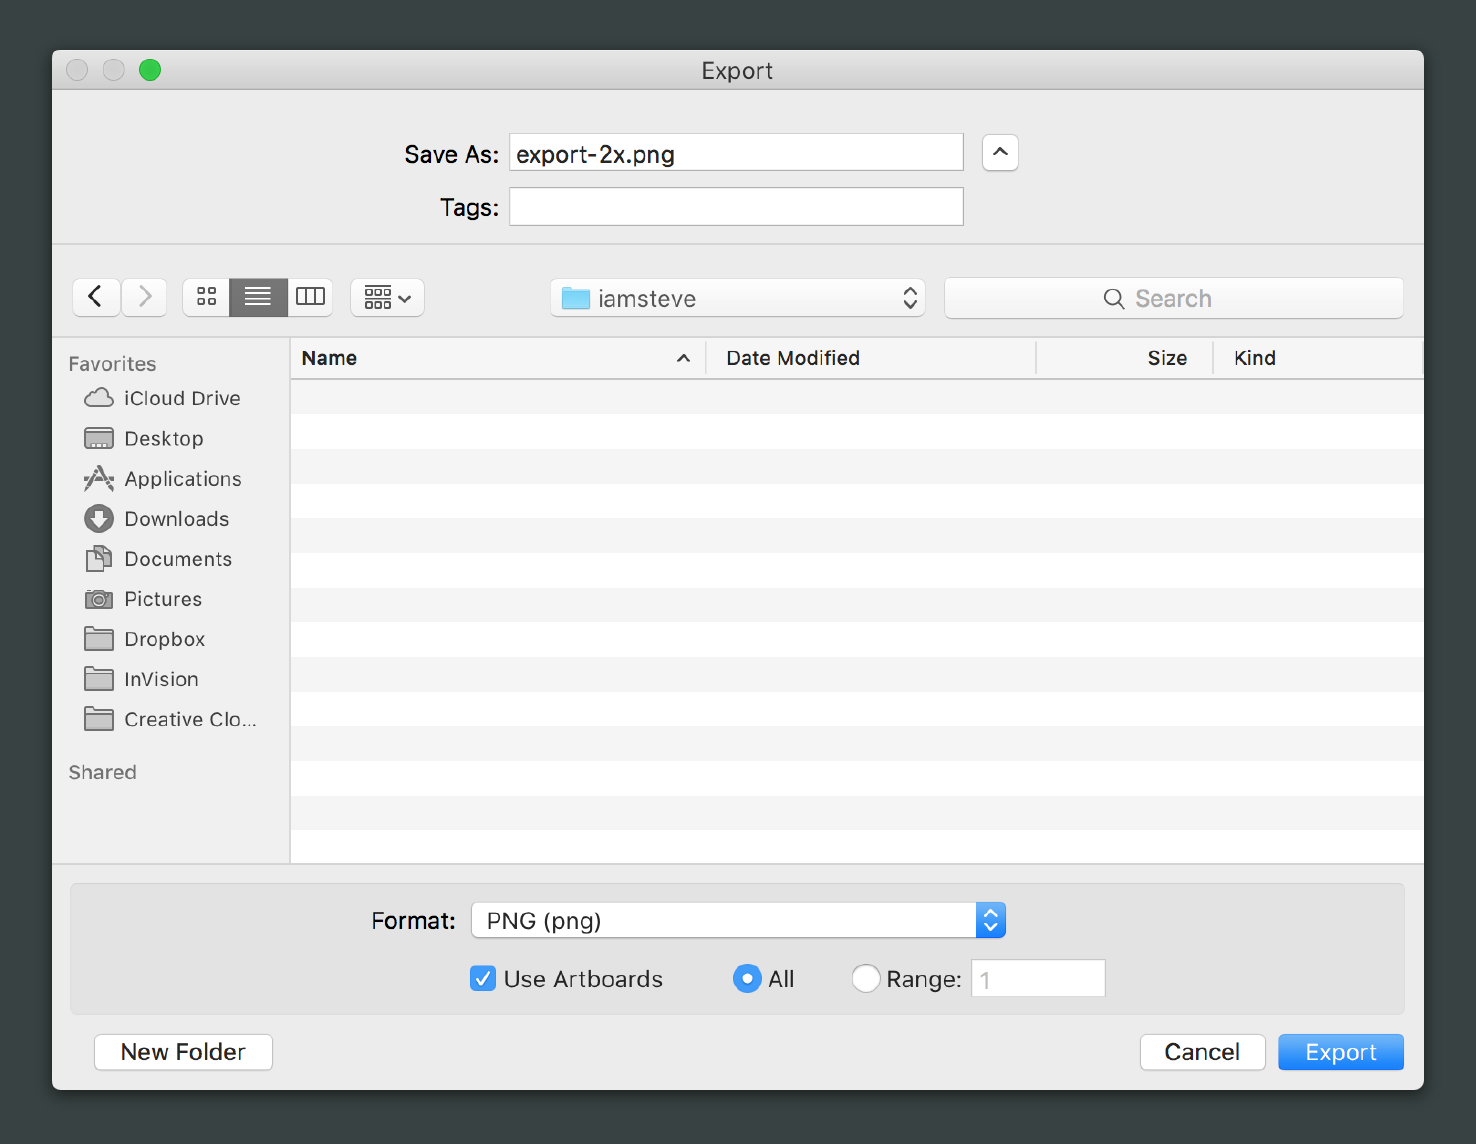 Export
Save As: export-2x.png
Tags:
iamsteve Search
Name Date Modified Size Kind
Favorites
iCloud Drive
Desktop
Applications
Downloads
Documents
Pictures
Dropbox
InVision
Creative Clo...
Shared
Format: PNG (png)
Use Artboards All Range: 1
New Folder Cancel Export